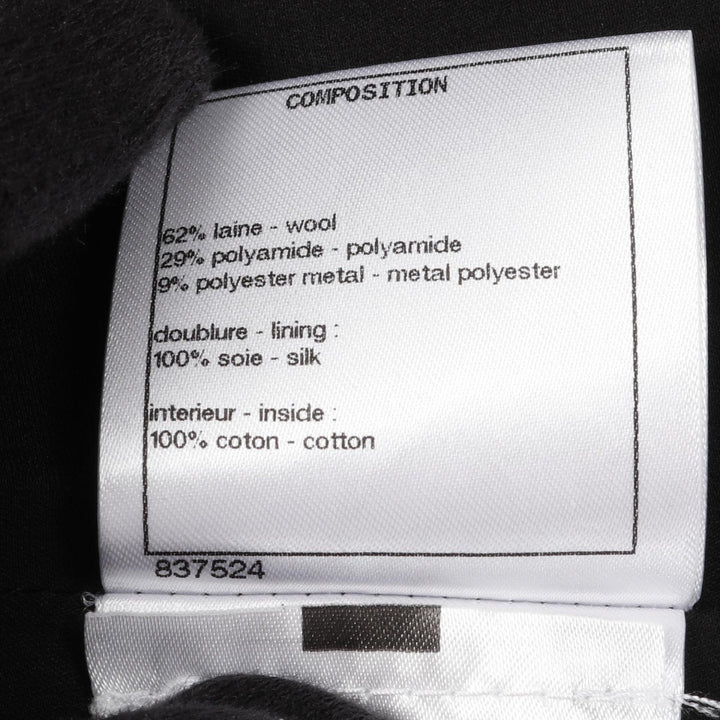 COMPOSITION
62% laine - wool
29% polyamide - polyamide
9% polyester metal - metal polyester
doublure - lining :
100% soie - silk
interieur - inside :
100% coton - cotton
837524